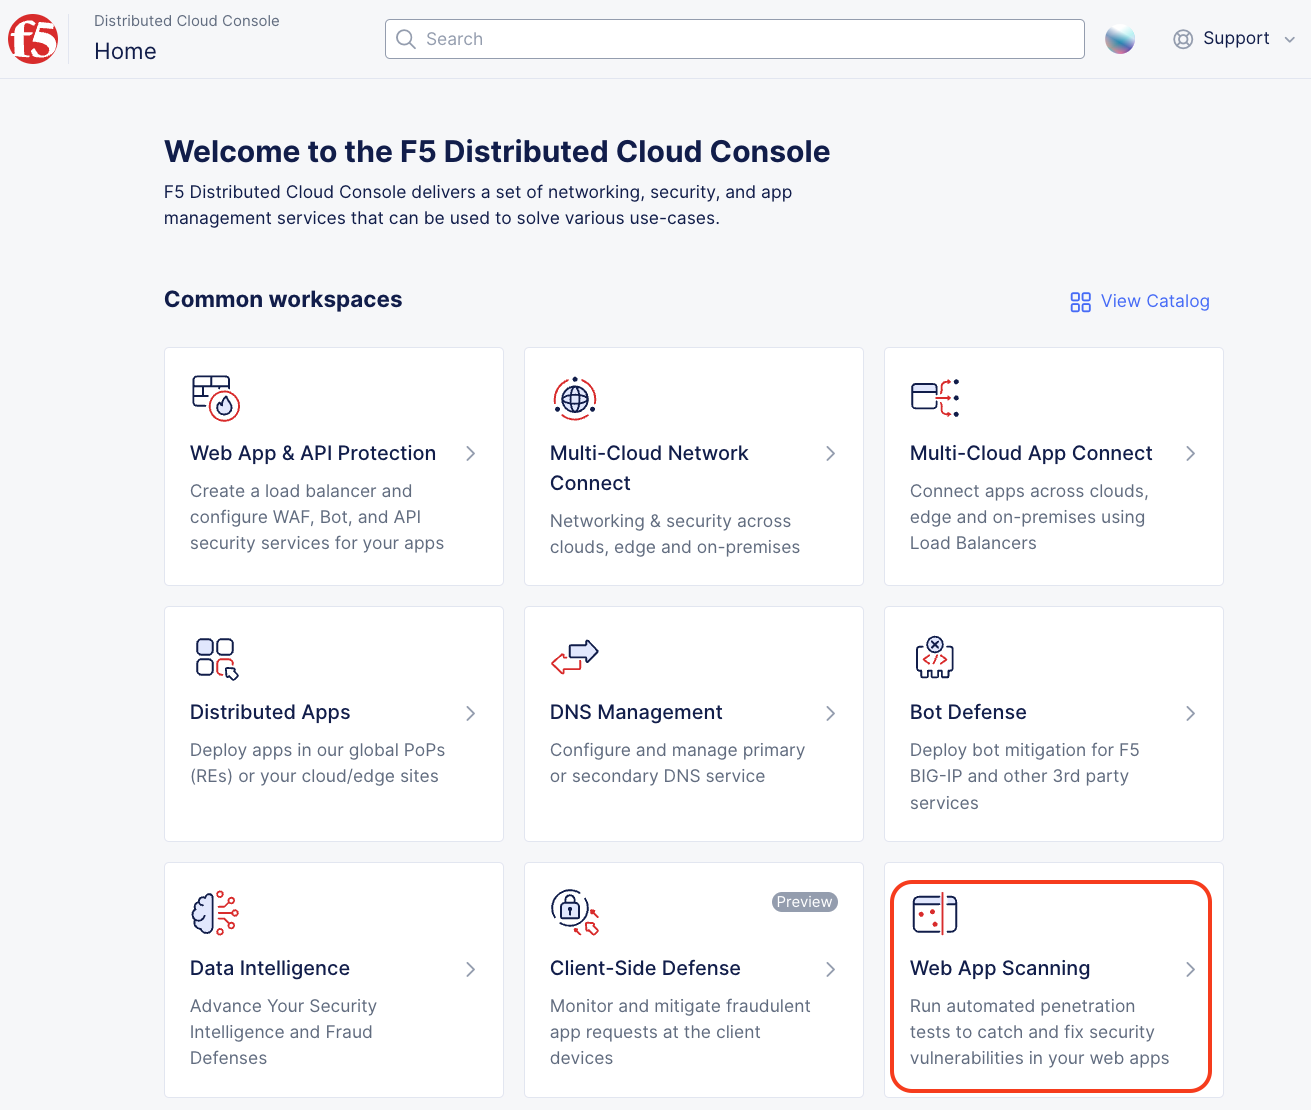 f5
Distributed Cloud Console
Home
Search
Support
Welcome to the F5 Distributed Cloud Console
F5 Distributed Cloud Console delivers a set of networking, security, and app
management services that can be used to solve various use-cases.
Common workspaces
View Catalog
Web App & API Protection
Create a load balancer and
configure WAF, Bot, and API
security services for your apps
Multi-Cloud Network
Connect
Networking & security across
clouds, edge and on-premises
Multi-Cloud App Connect
Connect apps across clouds,
edge and on-premises using
Load Balancers
Distributed Apps
Deploy apps in our global PoPs
(REs) or your cloud/edge sites
DNS Management
Configure and manage primary
or secondary DNS service
Bot Defense
Deploy bot mitigation for F5
BIG-IP and other 3rd party
services
Data Intelligence
Advance Your Security
Intelligence and Fraud
Defenses
Preview
Client-Side Defense
Monitor and mitigate fraudulent
app requests at the client
devices
Web App Scanning
Run automated penetration
tests to catch and fix security
vulnerabilities in your web apps